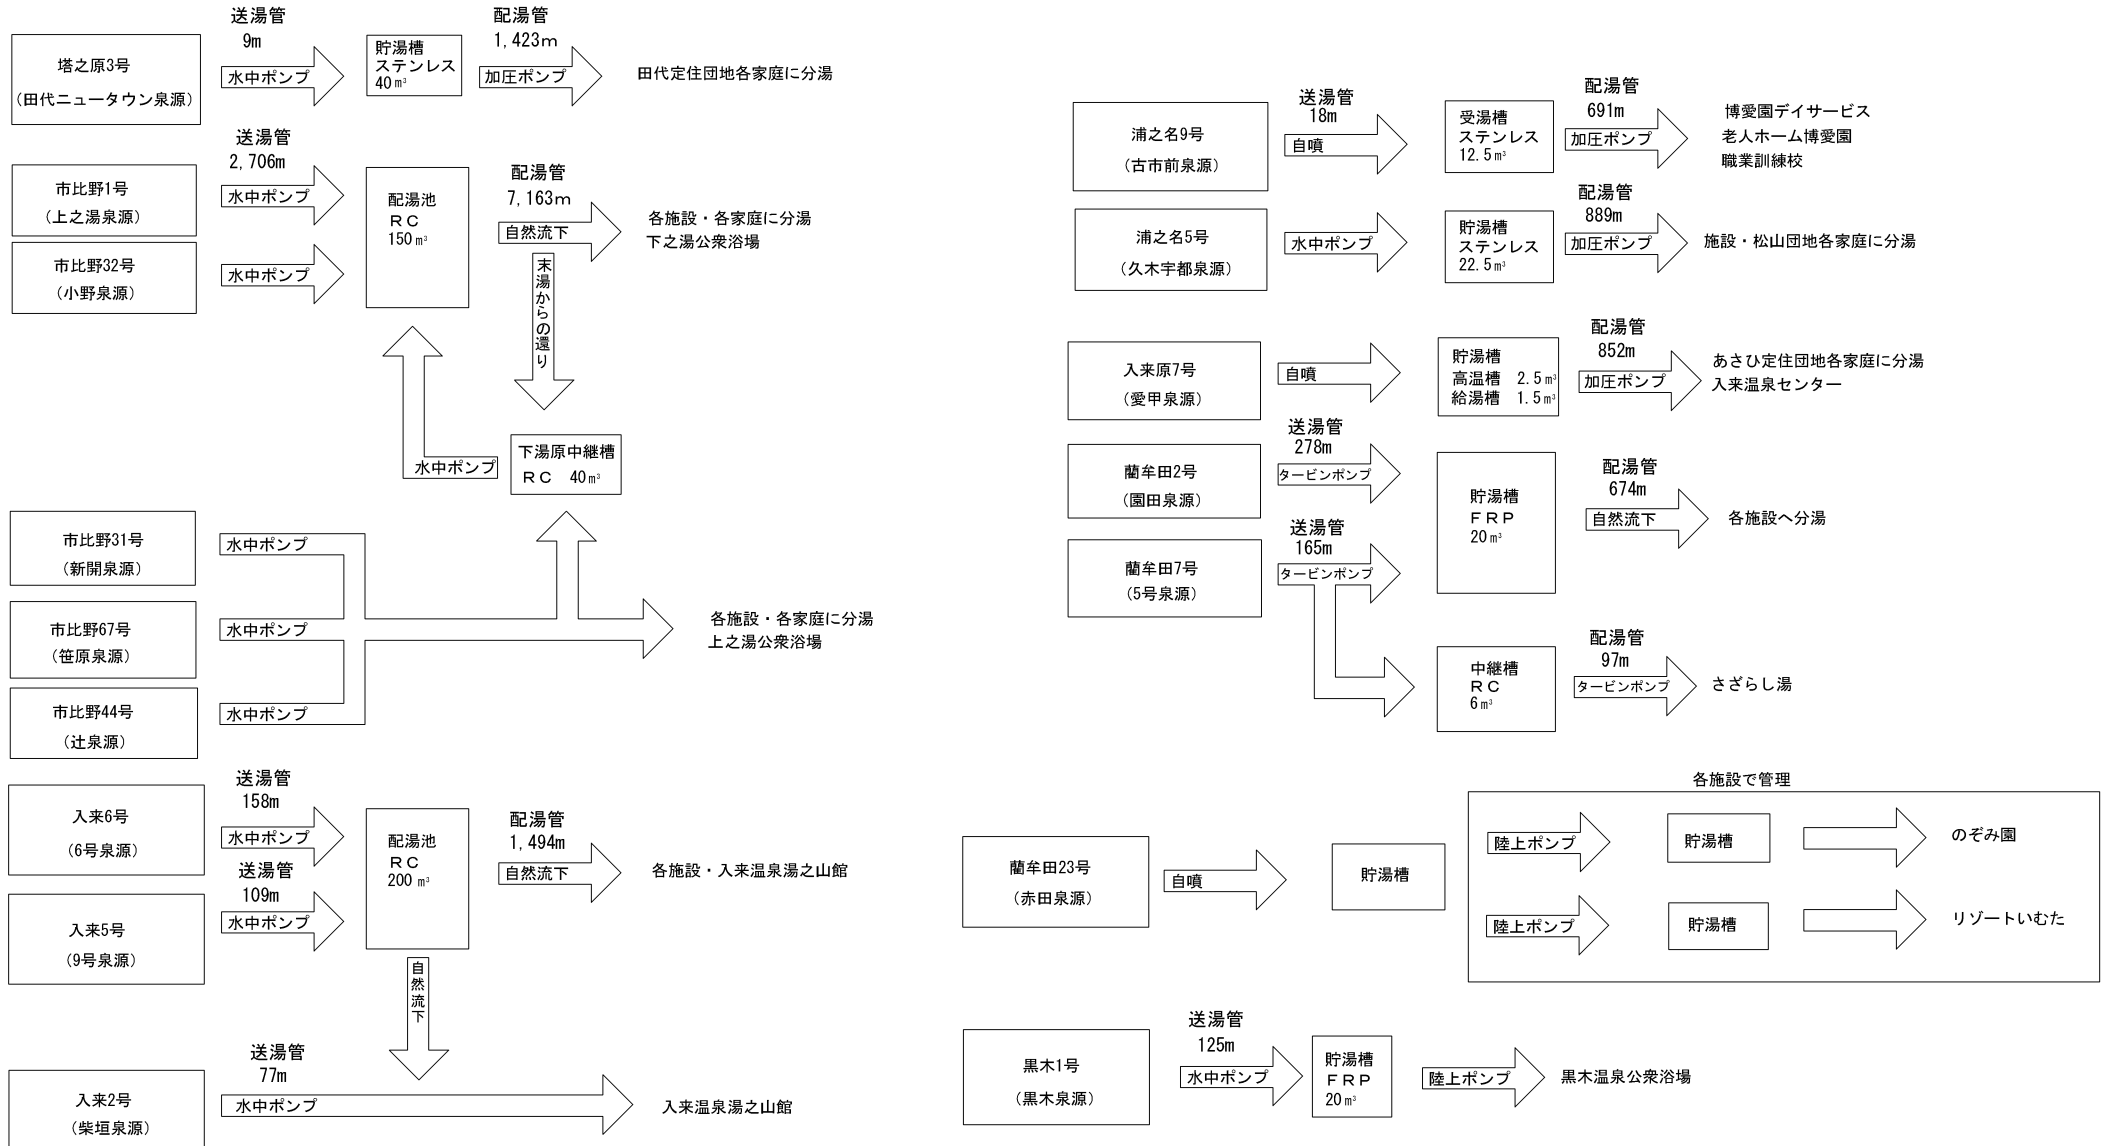 送湯管
9m
配湯管
1,423m
塔之原3号
(田代ニュータウン泉源)
水中ポンプ
貯湯槽
ステンレス
40㎥
加圧ポンプ
田代定住団地各家庭に分湯
送湯管
2,706m
市比野1号
(上之湯泉源)
水中ポンプ
市比野32号
(小野泉源)
水中ポンプ
配湯池
RC
150㎥
配湯管
7,163m
自然流下
各施設・各家庭に分湯
下之湯公衆浴場
末湯からの還り
水中ポンプ
下湯原中継槽
RC 40㎥
市比野31号
(新開泉源)
水中ポンプ
市比野67号
(笹原泉源)
水中ポンプ
市比野44号
(辻泉源)
水中ポンプ
各施設・各家庭に分湯
上之湯公衆浴場
送湯管
158m
入来6号
(6号泉源)
水中ポンプ
送湯管
109m
入来5号
(9号泉源)
水中ポンプ
配湯池
RC
200㎥
配湯管
1,494m
自然流下
各施設・入来温泉湯之山館
自然流下
送湯管
77m
入来2号
(柴垣泉源)
水中ポンプ
入来温泉湯之山館
浦之名9号
(古市前泉源)
送湯管
18m
自噴
受湯槽
ステンレス
12.5㎥
配湯管
691m
加圧ポンプ
博愛園デイサービス
老人ホーム博愛園
職業訓練校
浦之名5号
(久木宇都泉源)
水中ポンプ
貯湯槽
ステンレス
22.5㎥
配湯管
889m
加圧ポンプ
施設・松山団地各家庭に分湯
入来原7号
(愛甲泉源)
自噴
貯湯槽
高温槽 2.5㎥
給湯槽 1.5㎥
配湯管
852m
加圧ポンプ
あさひ定住団地各家庭に分湯
入来温泉センター
送湯管
278m
藺牟田2号
(園田泉源)
タービンポンプ
送湯管
165m
藺牟田7号
(5号泉源)
タービンポンプ
貯湯槽
FRP
20㎥
配湯管
674m
自然流下
各施設へ分湯
中継槽
RC
6㎥
配湯管
97m
タービンポンプ
さざらし湯
各施設で管理
藺牟田23号
(赤田泉源)
自噴
貯湯槽
陸上ポンプ
貯湯槽
のぞみ園
陸上ポンプ
貯湯槽
リゾートいむた
黒木1号
(黒木泉源)
送湯管
125m
水中ポンプ
貯湯槽
FRP
20㎥
陸上ポンプ
黒木温泉公衆浴場